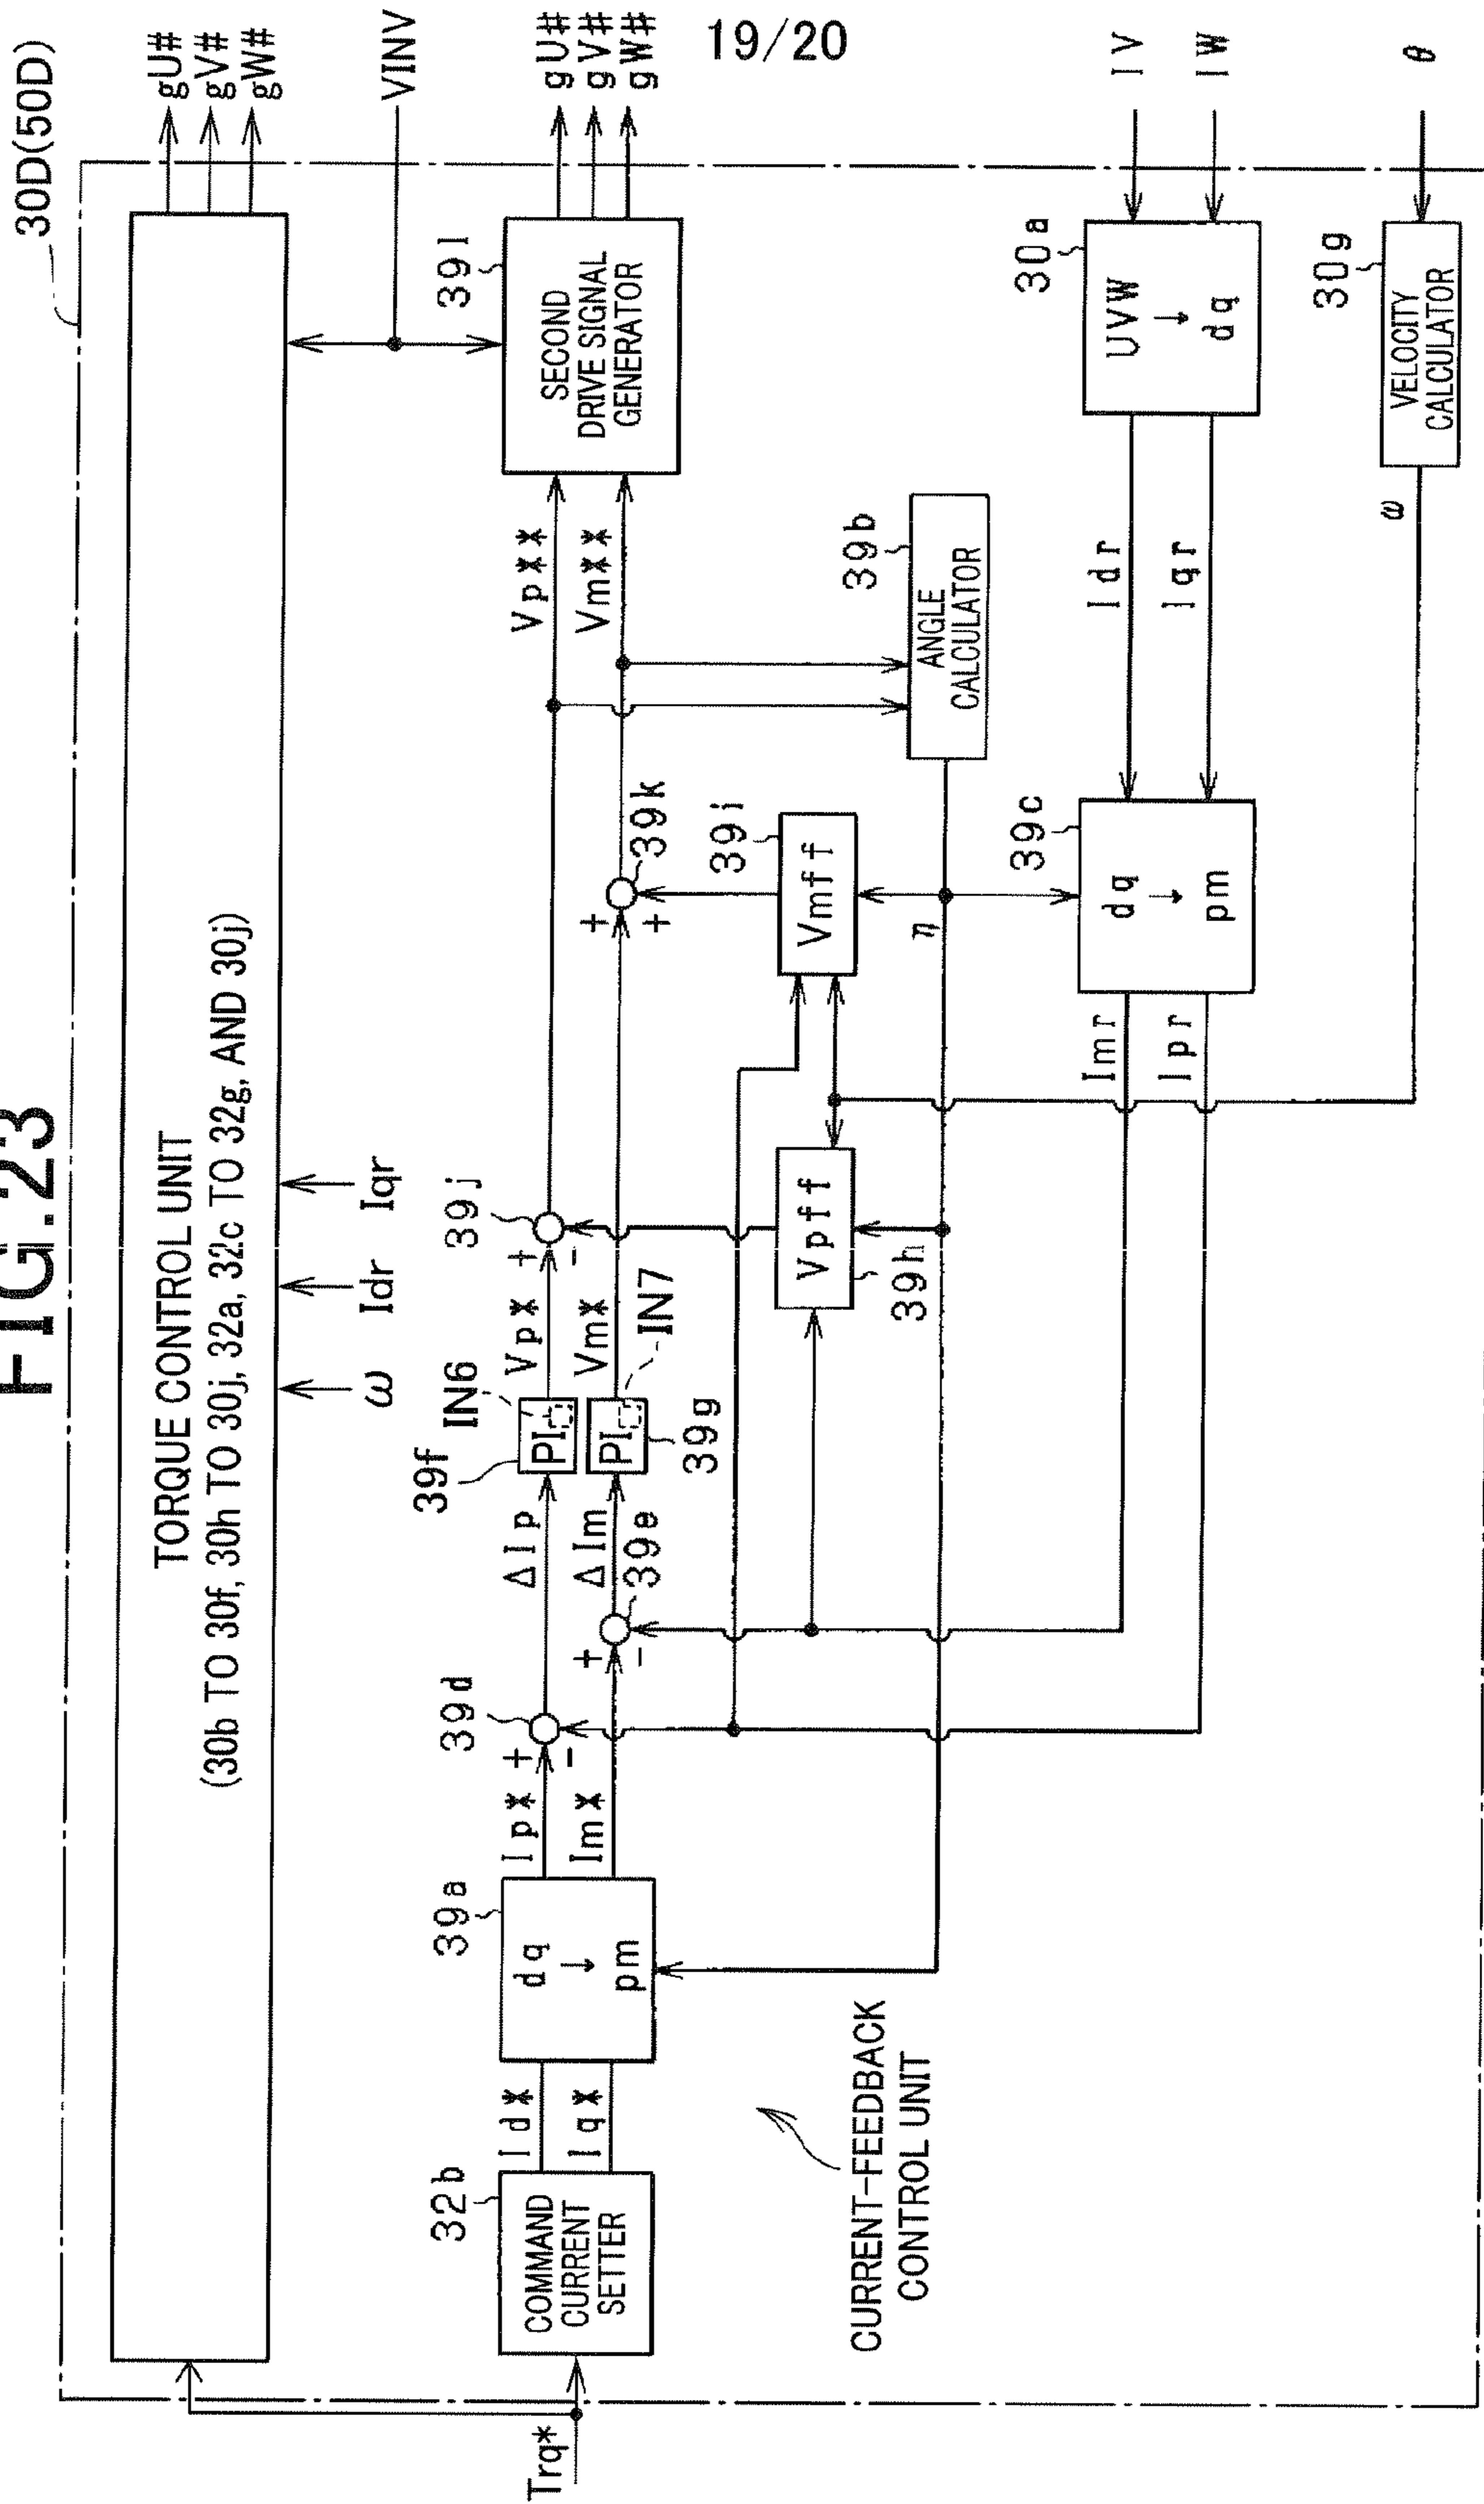 19/20
FIG.23
30D(50D)
TORQUE CONTROL UNIT
(30b TO 30f, 30h TO 30j, 32a, 32c TO 32g, AND 30j)
gU#
gV#
gW#
ω
Idr
Iqr
VINV
Trq*
32b
COMMAND
CURRENT
SETTER
Id*
Iq*
39a
dq
↓
pm
Ip*
Im*
39d
+
-
39e
+
-
ΔIp
ΔIm
39f
PI
IN6
39g
PI
IN7
Vp*
Vm*
39j
+
-
39k
+
+
Vp**
Vm**
39l
SECOND
DRIVE SIGNAL
GENERATOR
gU#
gV#
gW#
Vpff
39h
Vmff
39i
η
39b
ANGLE
CALCULATOR
CURRENT-FEEDBACK
CONTROL UNIT
Imr
Ipr
39c
dq
↓
pm
Idr
Iqr
30a
UVW
↓
dq
IV
IW
ω
30g
VELOCITY
CALCULATOR
θ